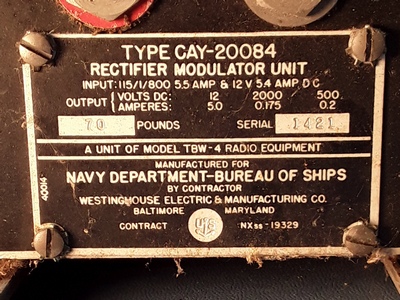 TYPE CAY-20084
RECTIFIER MODULATOR UNIT
INPUT: 115/1/800 5.5 AMP & 12 V 5.4 AMP DC
OUTPUT { VOLTS DC: 12 2000 500
AMPERES: 5.0 0.175 0.2
70 POUNDS SERIAL 1421
A UNIT OF MODEL TBW-4 RADIO EQUIPMENT
MANUFACTURED FOR
NAVY DEPARTMENT-BUREAU OF SHIPS
BY CONTRACTOR
WESTINGHOUSE ELECTRIC & MANUFACTURING CO.
BALTIMORE MARYLAND
CONTRACT NXss-19329
40014